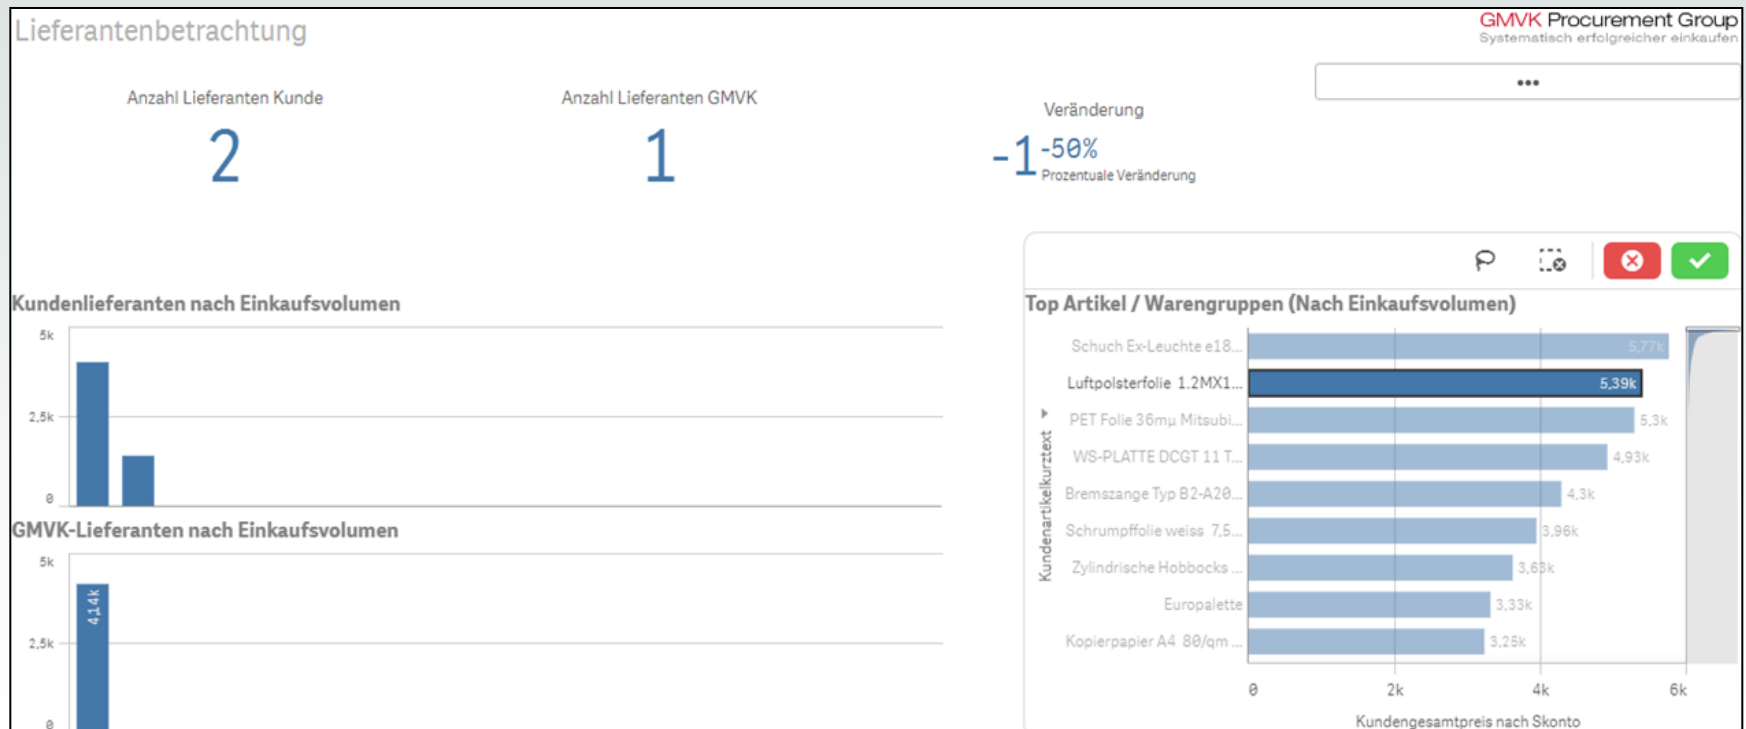 Lieferantenbetrachtung
GMVK Procurement Group
Systematisch erfolgreicher einkaufen
•••
Anzahl Lieferanten Kunde
2
Anzahl Lieferanten GMVK
1
Veränderung
-1
-50%
Prozentuale Veränderung
Kundenlieferanten nach Einkaufsvolumen
5k
2,5k
0
GMVK-Lieferanten nach Einkaufsvolumen
5k
4,14k
2,5k
0
Top Artikel / Warengruppen (Nach Einkaufsvolumen)
Kundenartikelkurztext
Schuch Ex-Leuchte e18... 5,77k
Luftpolsterfolie 1.2MX1... 5,39k
PET Folie 36mµ Mitsubi... 5,3k
WS-PLATTE DCGT 11 T... 4,93k
Bremszange Typ B2-A20... 4,3k
Schrumpffolie weiss 7,5... 3,96k
Zylindrische Hobbocks ... 3,63k
Europalette 3,33k
Kopierpapier A4 80/qm ... 3,25k
0 2k 4k 6k
Kundengesamtpreis nach Skonto